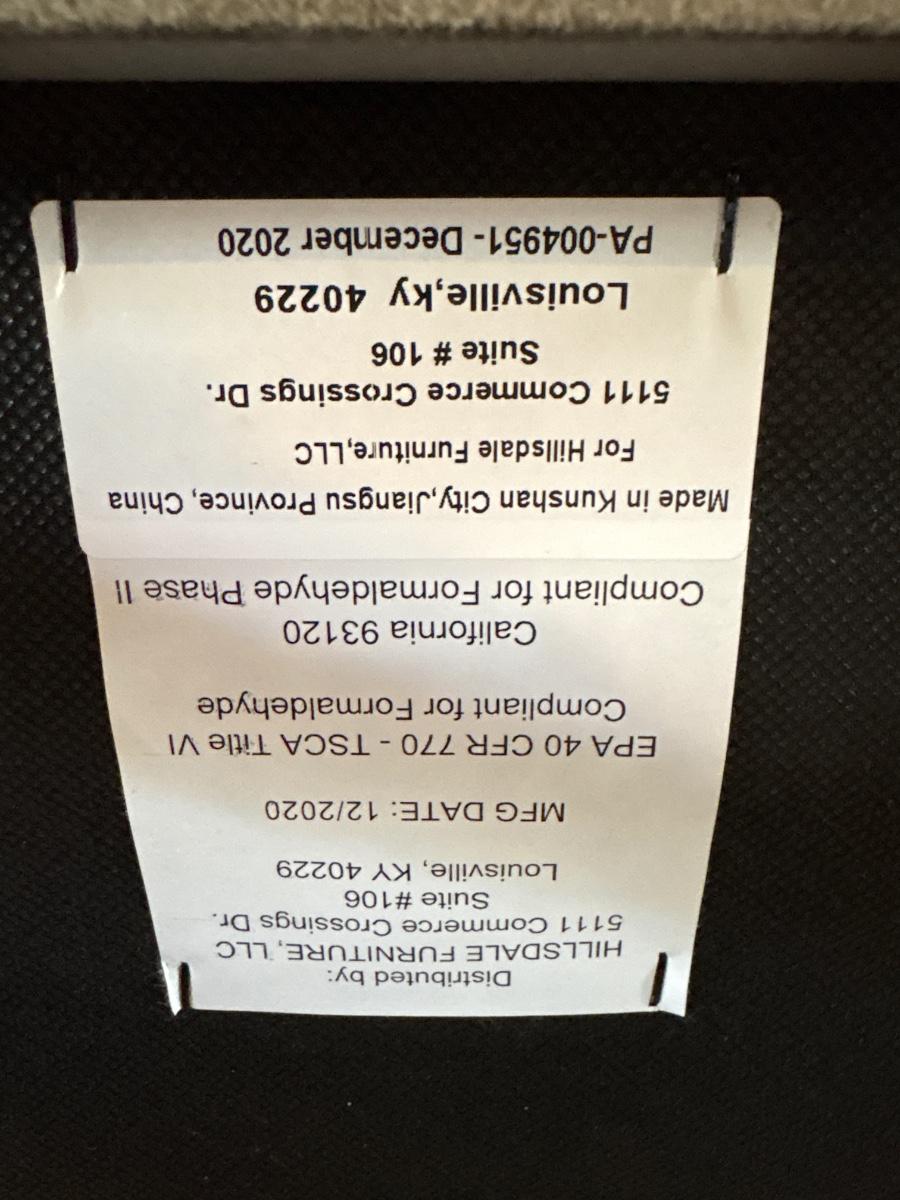 Distributed by:
HILLSDALE FURNITURE, LLC
5111 Commerce Crossings Dr.
Suite #106
Louisville, KY 40229
MFG DATE: 12/2020
EPA 40 CFR 770 - TSCA Title VI
Compliant for Formaldehyde
California 93120
Compliant for Formaldehyde Phase II
Made in Kunshan City,Jiangsu Province, China
For Hillsdale Furniture,LLC
5111 Commerce Crossings Dr.
Suite # 106
Louisville,ky 40229
PA-004951- December 2020